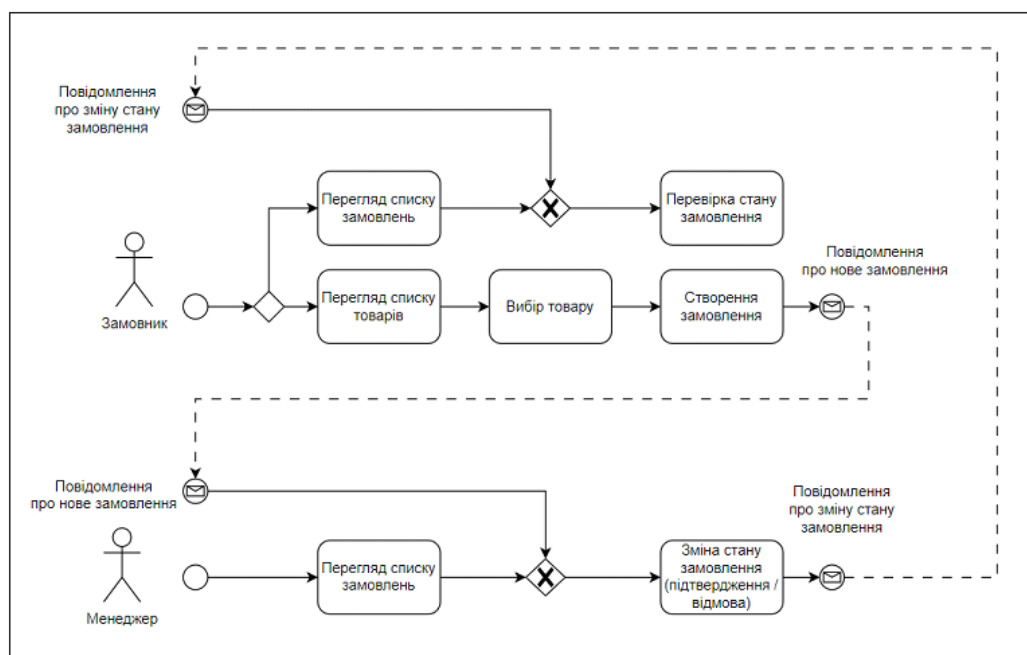 Повідомлення
про зміну стану
замовлення
Перегляд списку
замовлень
Перевірка стану
замовлення
Повідомлення
про нове замовлення
Замовник
Перегляд списку
товарів
Вибір товару
Створення
замовлення
Повідомлення
про нове замовлення
Повідомлення
про зміну стану
замовлення
Менеджер
Перегляд списку
замовлень
Зміна стану
замовлення
(підтвердження /
відмова)